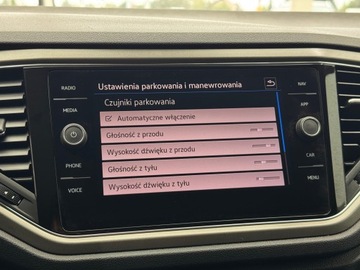 Ustawienia parkowania i manewrowania
Czujniki parkowania
Automatyczne włączenie
Głośność z przodu
Wysokość dźwięku z przodu
Głośność z tyłu
Wysokość dźwięku z tyłu
RADIO
MEDIA
PHONE
VOICE
NAV
APP
CAR
MENU